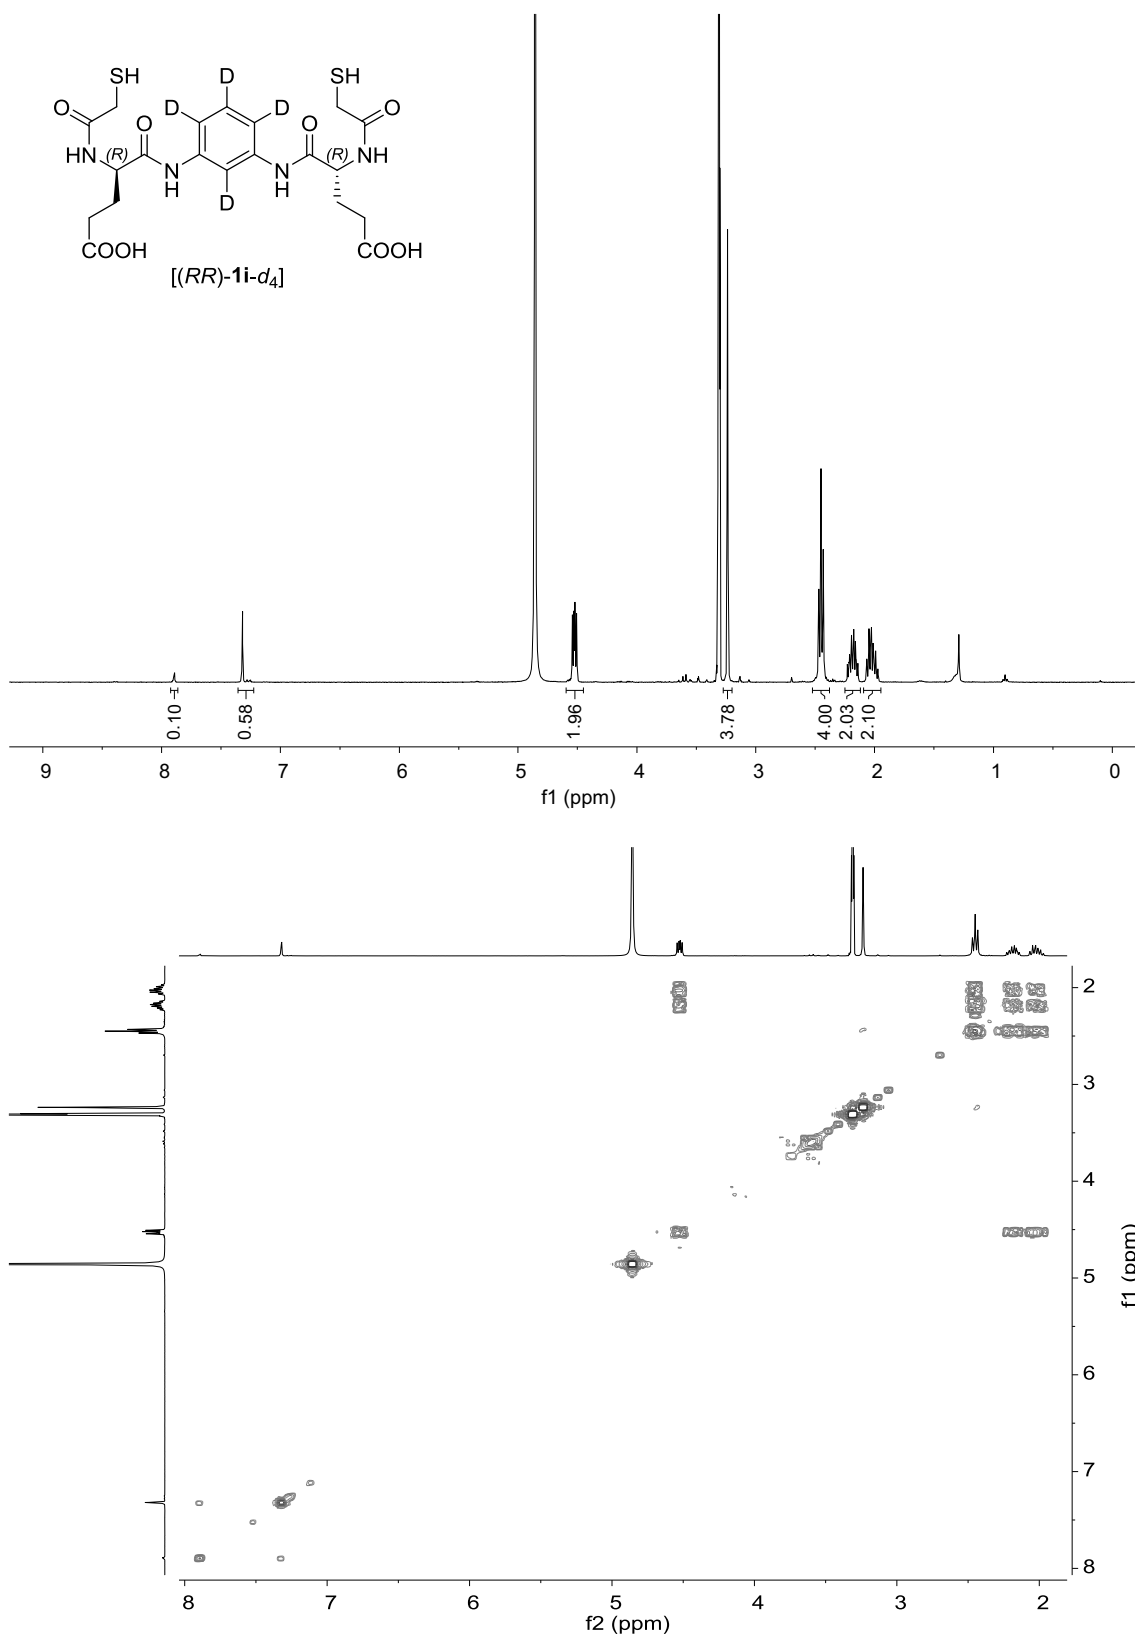 SH SH
D
O D D O
O O
HN (R) (R) NH
N N
H H
D
COOH COOH
[(RR)-1i-d4]
0.10 0.58 1.96 3.78 4.00 2.03 2.10
9 8 7 6 5 4 3 2 1 0
f1 (ppm)
2
3
4
5
6
7
8
f1 (ppm)
8 7 6 5 4 3 2
f2 (ppm)